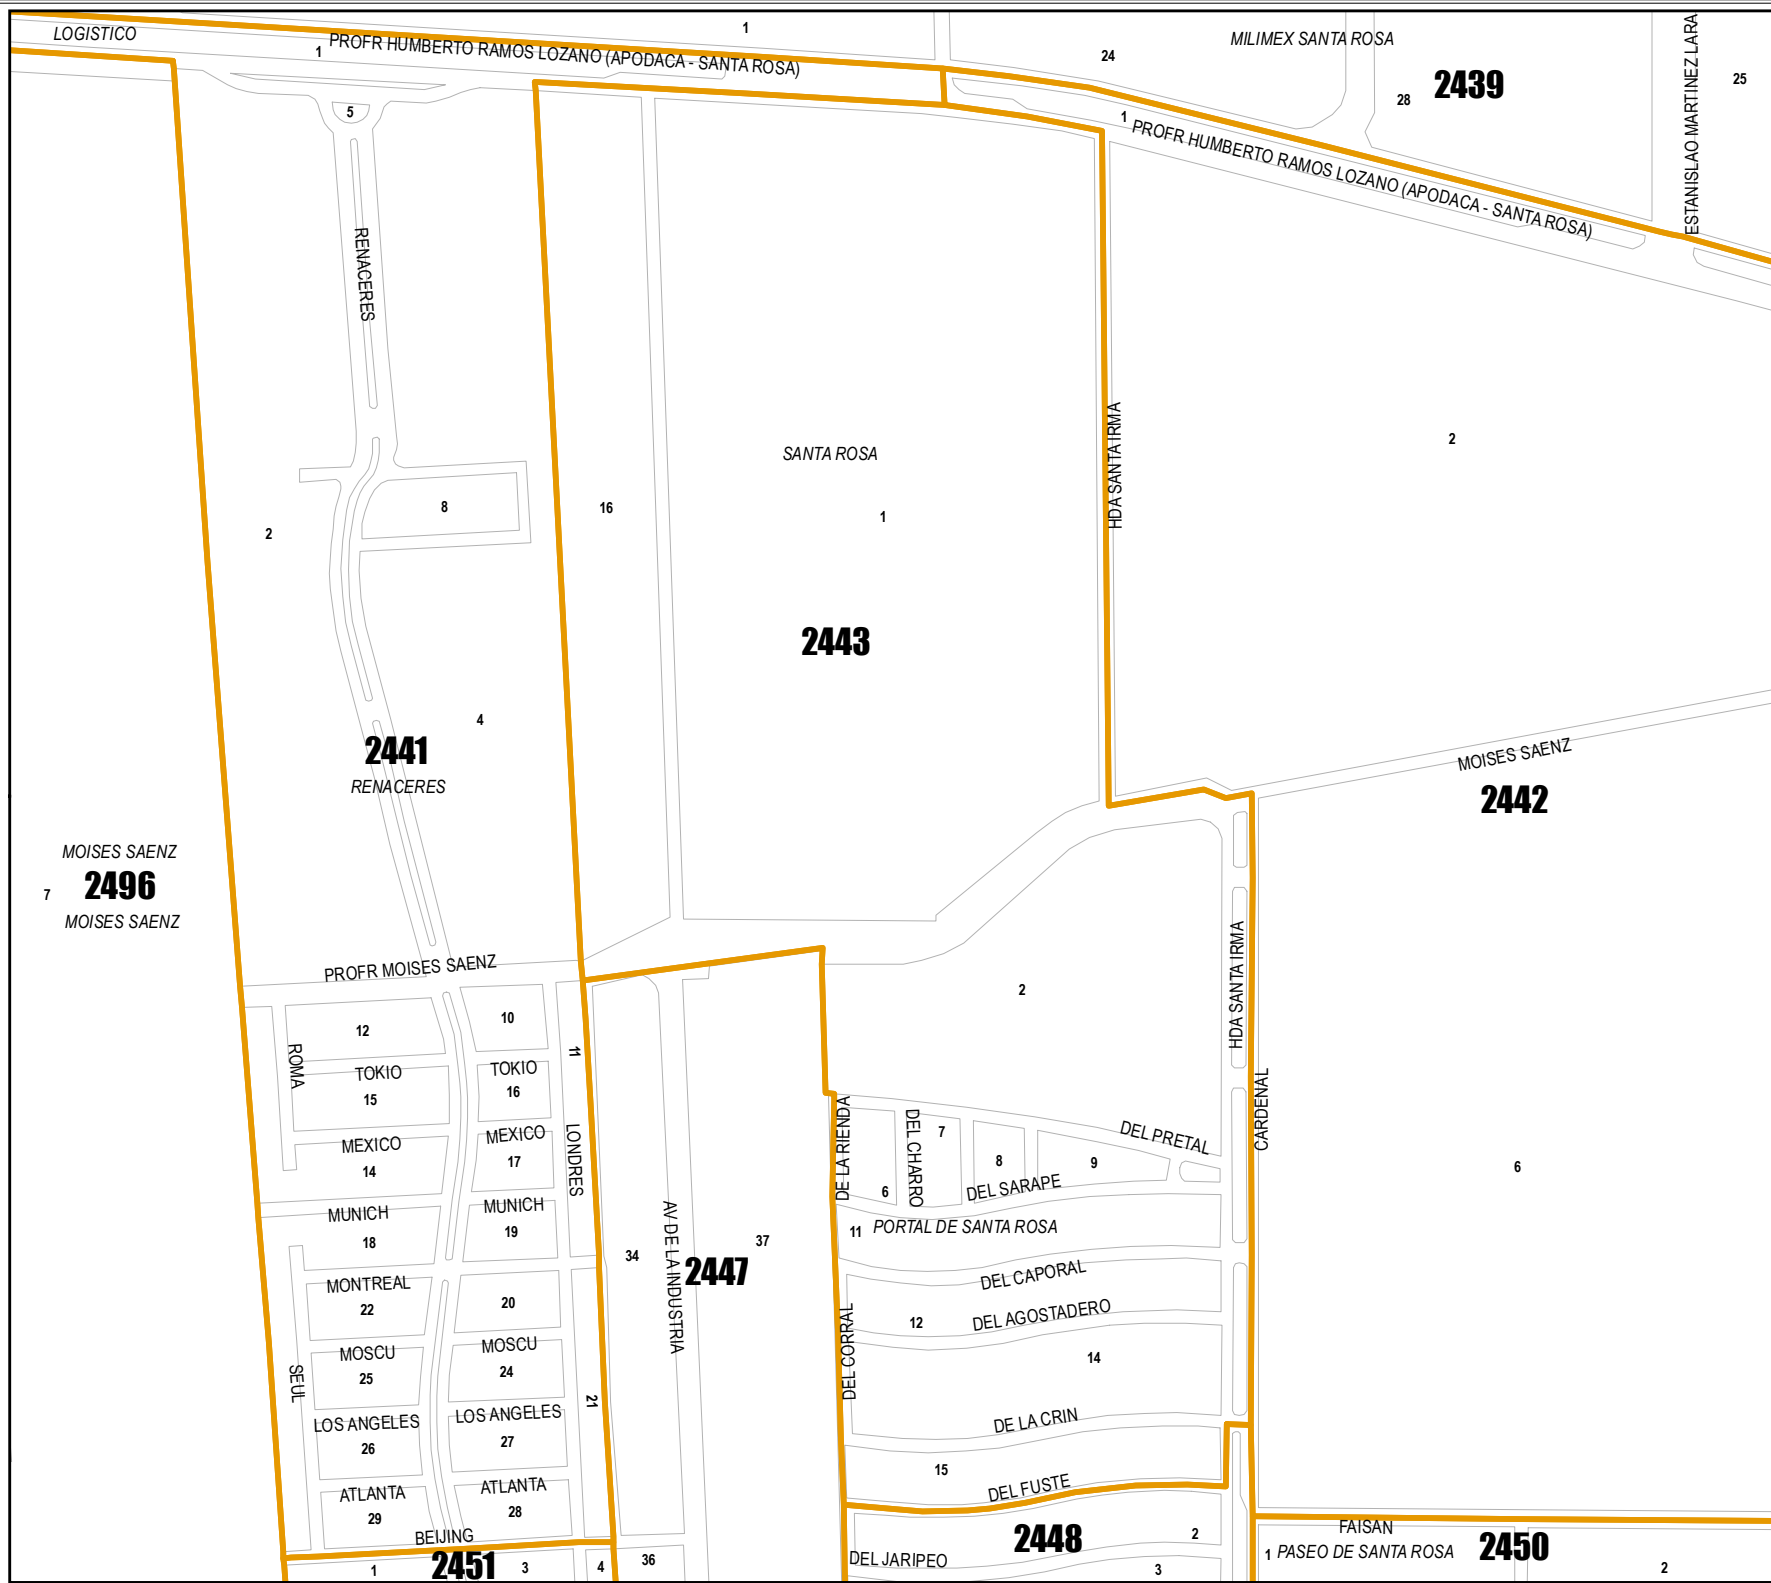 LOGISTICO
1
PROFR HUMBERTO RAMOS LOZANO (APODACA - SANTA ROSA)
1
24
MILIMEX SANTA ROSA
28
2439
ESTANISLAO MARTINEZ LARA
25
5
1
PROFR HUMBERTO RAMOS LOZANO (APODACA - SANTA ROSA)
RENACERES
HDA SANTA IRMA
2
SANTA ROSA
8
16
1
2
2443
4
2441
RENACERES
MOISES SAENZ
2442
MOISES SAENZ
7
2496
MOISES SAENZ
PROFR MOISES SAENZ
2
HDA SANTA IRMA
CARDENAL
12
10
11
ROMA
TOKIO
TOKIO
15
16
MEXICO
MEXICO
14
17
LONDRES
MUNICH
MUNICH
18
19
MONTREAL
22
20
MOSCU
MOSCU
25
24
SEUL
21
LOS ANGELES
LOS ANGELES
26
27
ATLANTA
ATLANTA
29
28
BEIJING
2451
1
3
4
36
34
AV DE LA INDUSTRIA
37
2447
DE LA RIENDA
DEL CHARRO
7
DEL PRETAL
8
9
6
DEL SARAPE
6
11
PORTAL DE SANTA ROSA
DEL CAPORAL
12
DEL AGOSTADERO
DEL CORRAL
14
DE LA CRIN
15
DEL FUSTE
2448
2
DEL JARIPEO
3
FAISAN
1
PASEO DE SANTA ROSA
2450
2